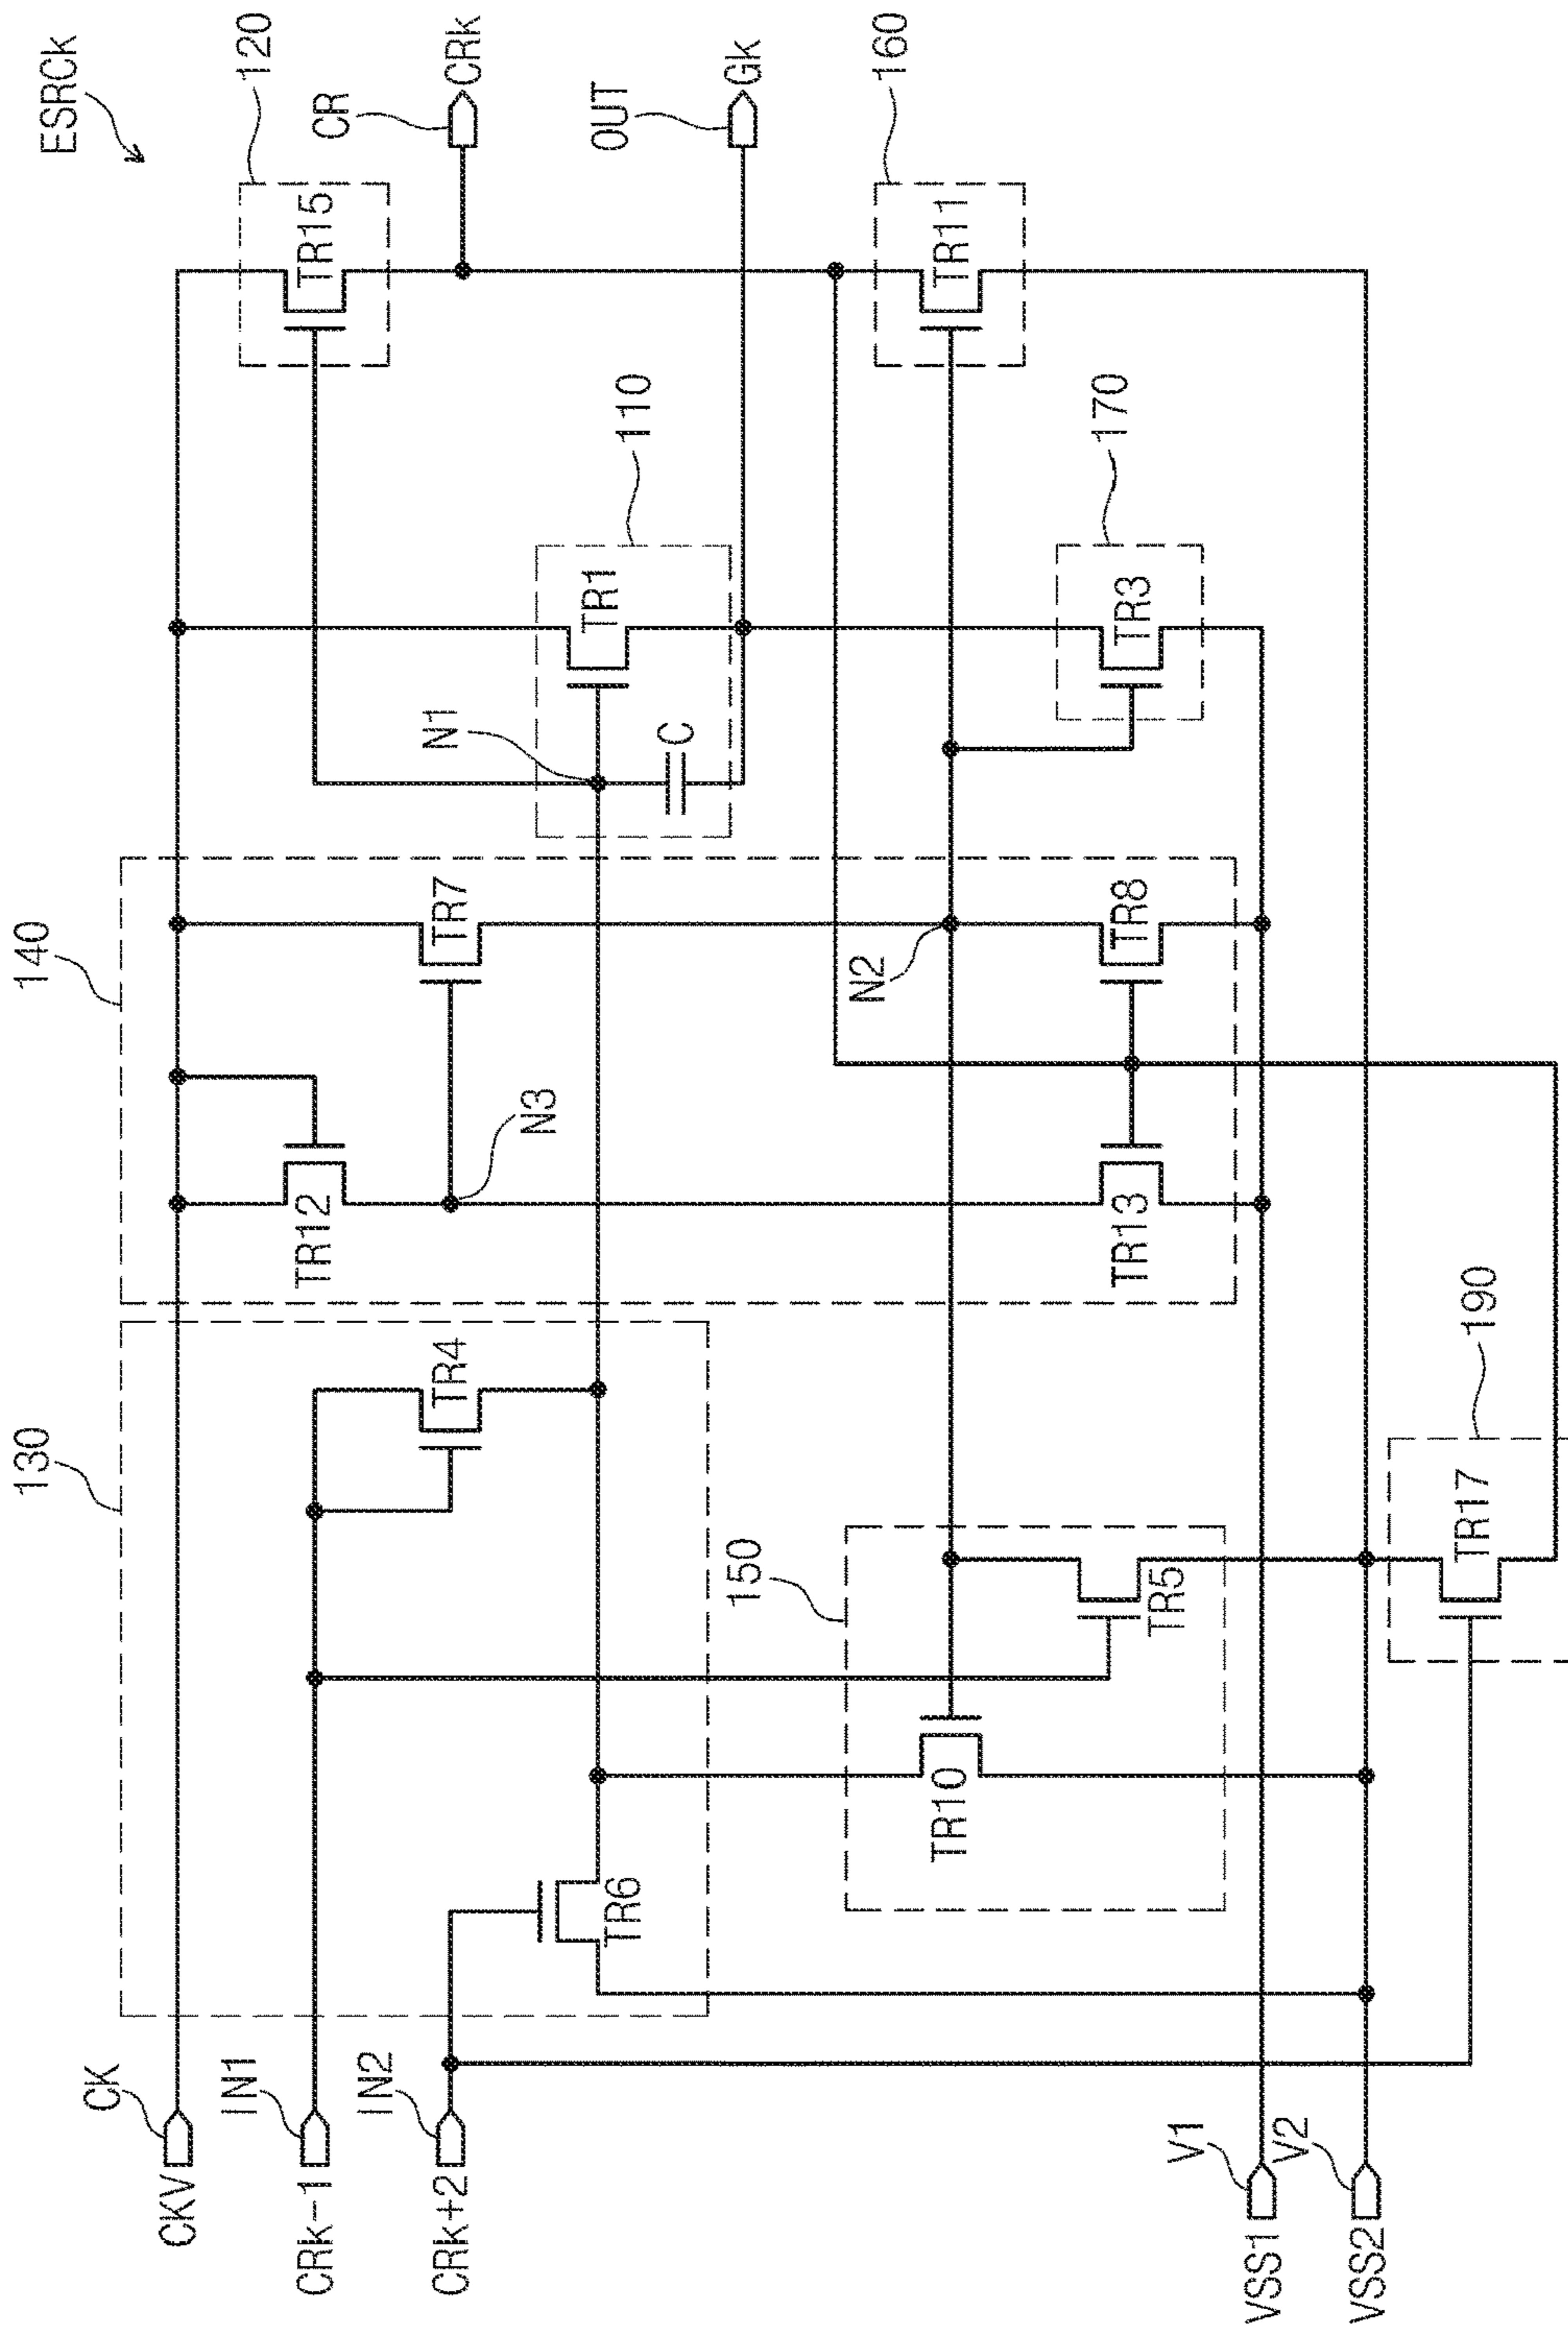 ESRCk
120
CR
CRk
OUT
Gk
160
TR15
TR11
110
170
TR1
TR3
N1
C
140
TR7
N2
TR8
N3
TR12
TR13
130
TR4
190
150
TR17
TR5
TR10
TR6
CK
IN1
IN2
V1
V2
CKV
CRk-1
CRk+2
VSS1
VSS2